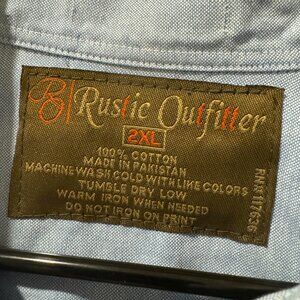 B| Rustic Outfitter
2XL
100% COTTON
MADE IN PAKISTAN
MACHINE WASH COLD WITH LIKE COLORS
TUMBLE DRY LOW
WARM IRON WHEN NEEDED
DO NOT IRON ON PRINT